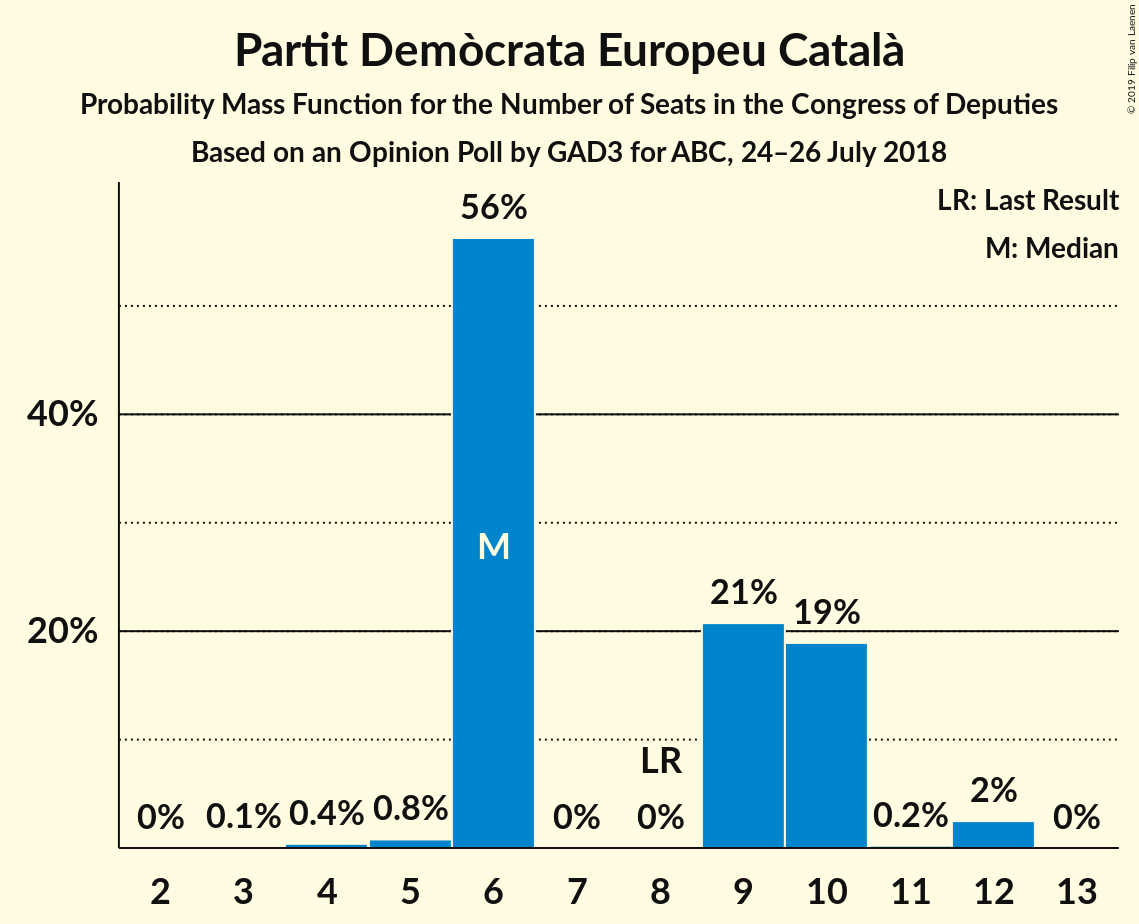 Partit Demòcrata Europeu Català
Probability Mass Function for the Number of Seats in the Congress of Deputies
Based on an Opinion Poll by GAD3 for ABC, 24–26 July 2018
© 2019 Filip van Laenen
LR: Last Result
M: Median
56%
40%
M
21%
19%
20%
LR
0% 0.1% 0.4% 0.8% 0% 0% 0.2% 2% 0%
2 3 4 5 6 7 8 9 10 11 12 13